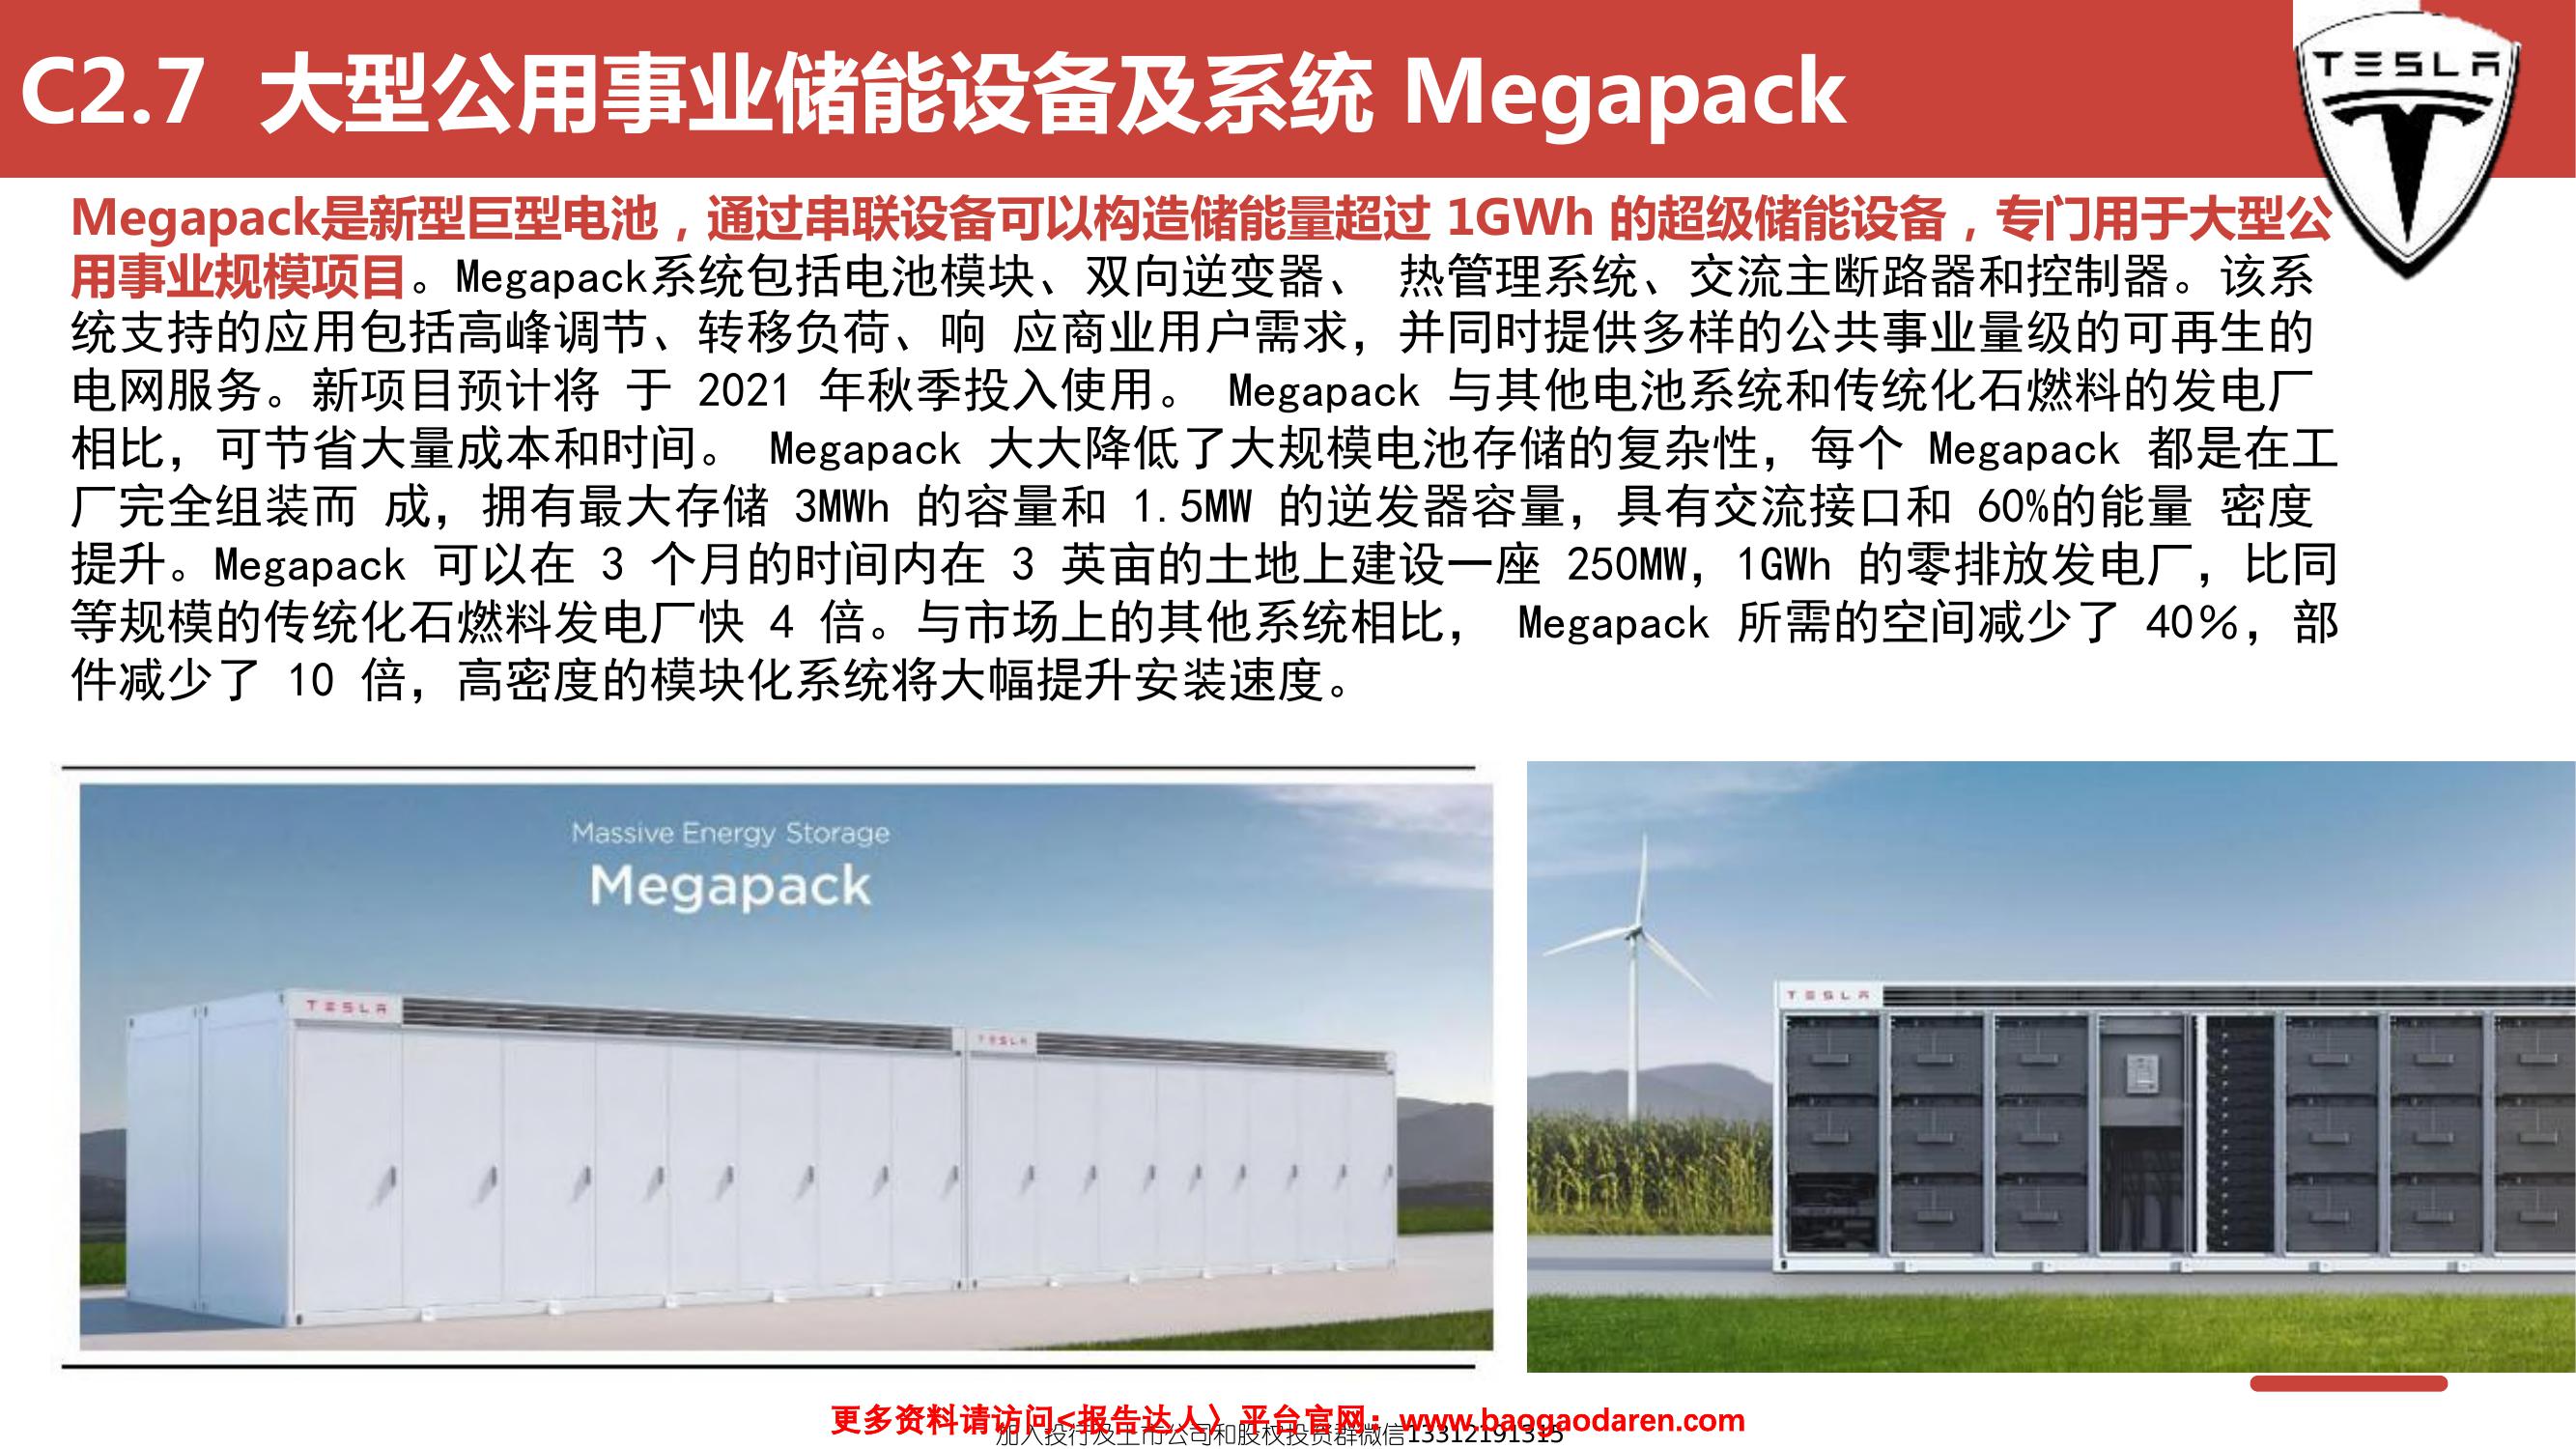 C2.7 大型公用事业储能设备及系统 Megapack
TESLA
Megapack是新型巨型电池，通过串联设备可以构造储能量超过 1GWh 的超级储能设备，专门用于大型公
用事业规模项目。Megapack系统包括电池模块、双向逆变器、 热管理系统、交流主断路器和控制器。该系
统支持的应用包括高峰调节、转移负荷、响 应商业用户需求，并同时提供多样的公共事业量级的可再生的
电网服务。新项目预计将 于 2021 年秋季投入使用。 Megapack 与其他电池系统和传统化石燃料的发电厂
相比，可节省大量成本和时间。 Megapack 大大降低了大规模电池存储的复杂性，每个 Megapack 都是在工
厂完全组装而 成，拥有最大存储 3MWh 的容量和 1.5MW 的逆发器容量，具有交流接口和 60%的能量 密度
提升。Megapack 可以在 3 个月的时间内在 3 英亩的土地上建设一座 250MW，1GWh 的零排放发电厂，比同
等规模的传统化石燃料发电厂快 4 倍。与市场上的其他系统相比， Megapack 所需的空间减少了 40％，部
件减少了 10 倍，高密度的模块化系统将大幅提升安装速度。
Massive Energy Storage
Megapack
TESLA
TESLA
TESLA
更多资料请访问<报告达人〉平台官网：www.baogaodaren.com
加入投行及上市公司和股权投资群微信13312191315